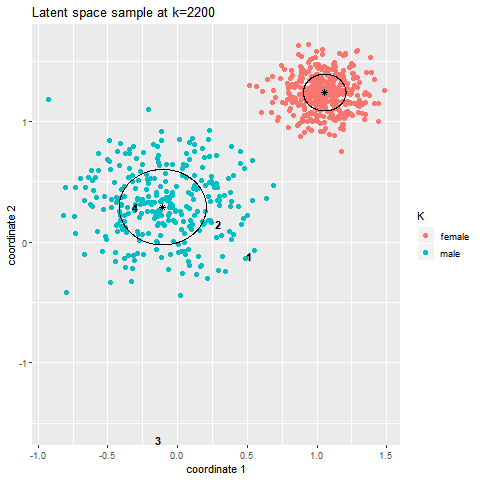 Latent space sample at k=2200
coordinate 2
1
0
-1
4
2
1
3
-1.0 -0.5 0.0 0.5 1.0 1.5
coordinate 1
K
female
male